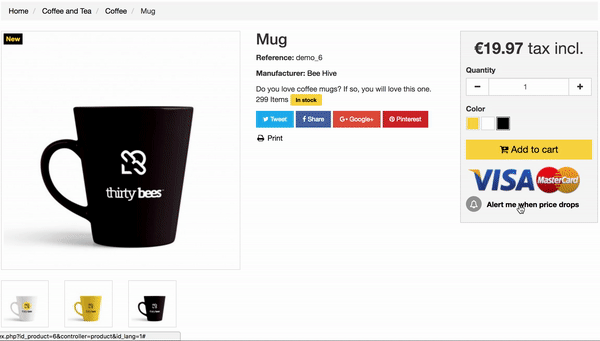 Home / Coffee and Tea / Coffee / Mug
New
thirty bees
Mug
Reference: demo_6
Manufacturer: Bee Hive
Do you love coffee mugs? If so, you will love this one.
299 Items In stock
Tweet Share Google+ Pinterest
Print
€19.97 tax incl.
Quantity
1
Color
Add to cart
VISA MasterCard
Alert me when price drops
ex.php?id_product=6&controller=product&id_lang=1#